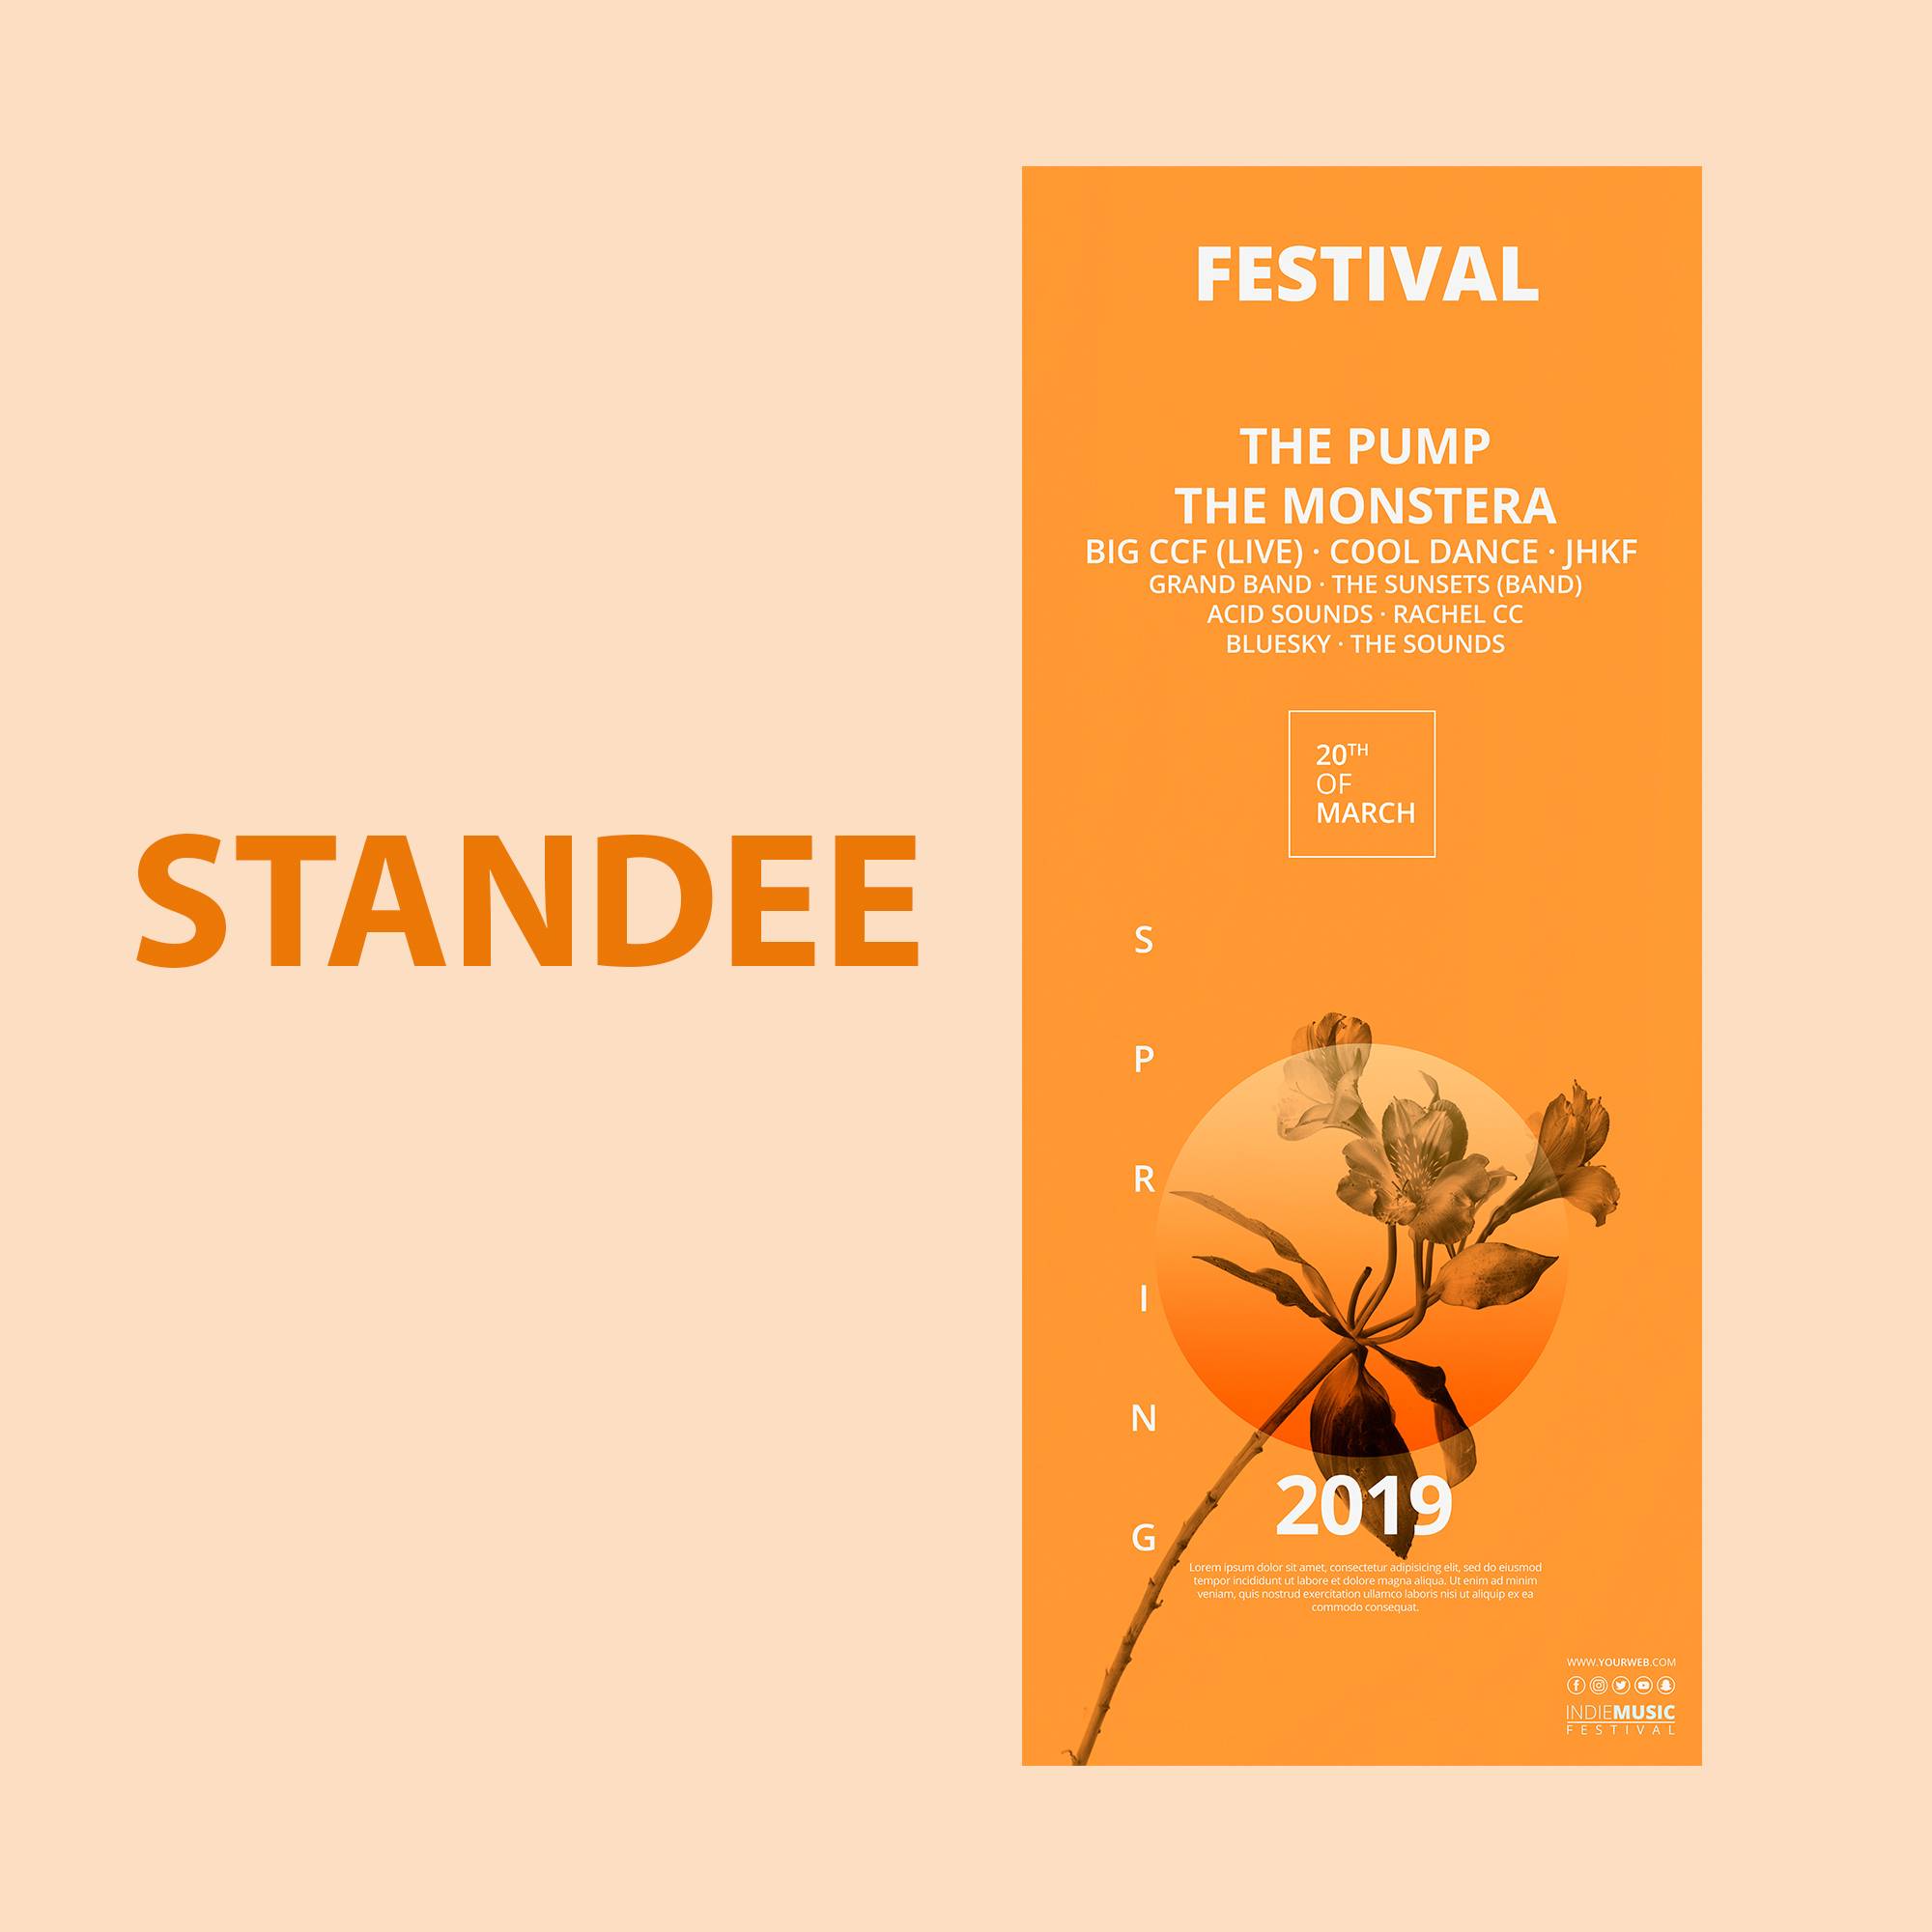 STANDEE
FESTIVAL
THE PUMP
THE MONSTERA
BIG CCF (LIVE) · COOL DANCE · JHKF
GRAND BAND · THE SUNSETS (BAND)
ACID SOUNDS · RACHEL CC
BLUESKY · THE SOUNDS
20TH
OF
MARCH
S
P
R
I
N
G
2019
Lorem ipsum dolor sit amet, consectetur adipisicing elit, sed do eiusmod
tempor incididunt ut labore et dolore magna aliqua. Ut enim ad minim
veniam, quis nostrud exercitation ullamco laboris nisi ut aliquip ex ea
commodo consequat.
WWW.YOURWEB.COM
INDIEMUSIC
FESTIVAL